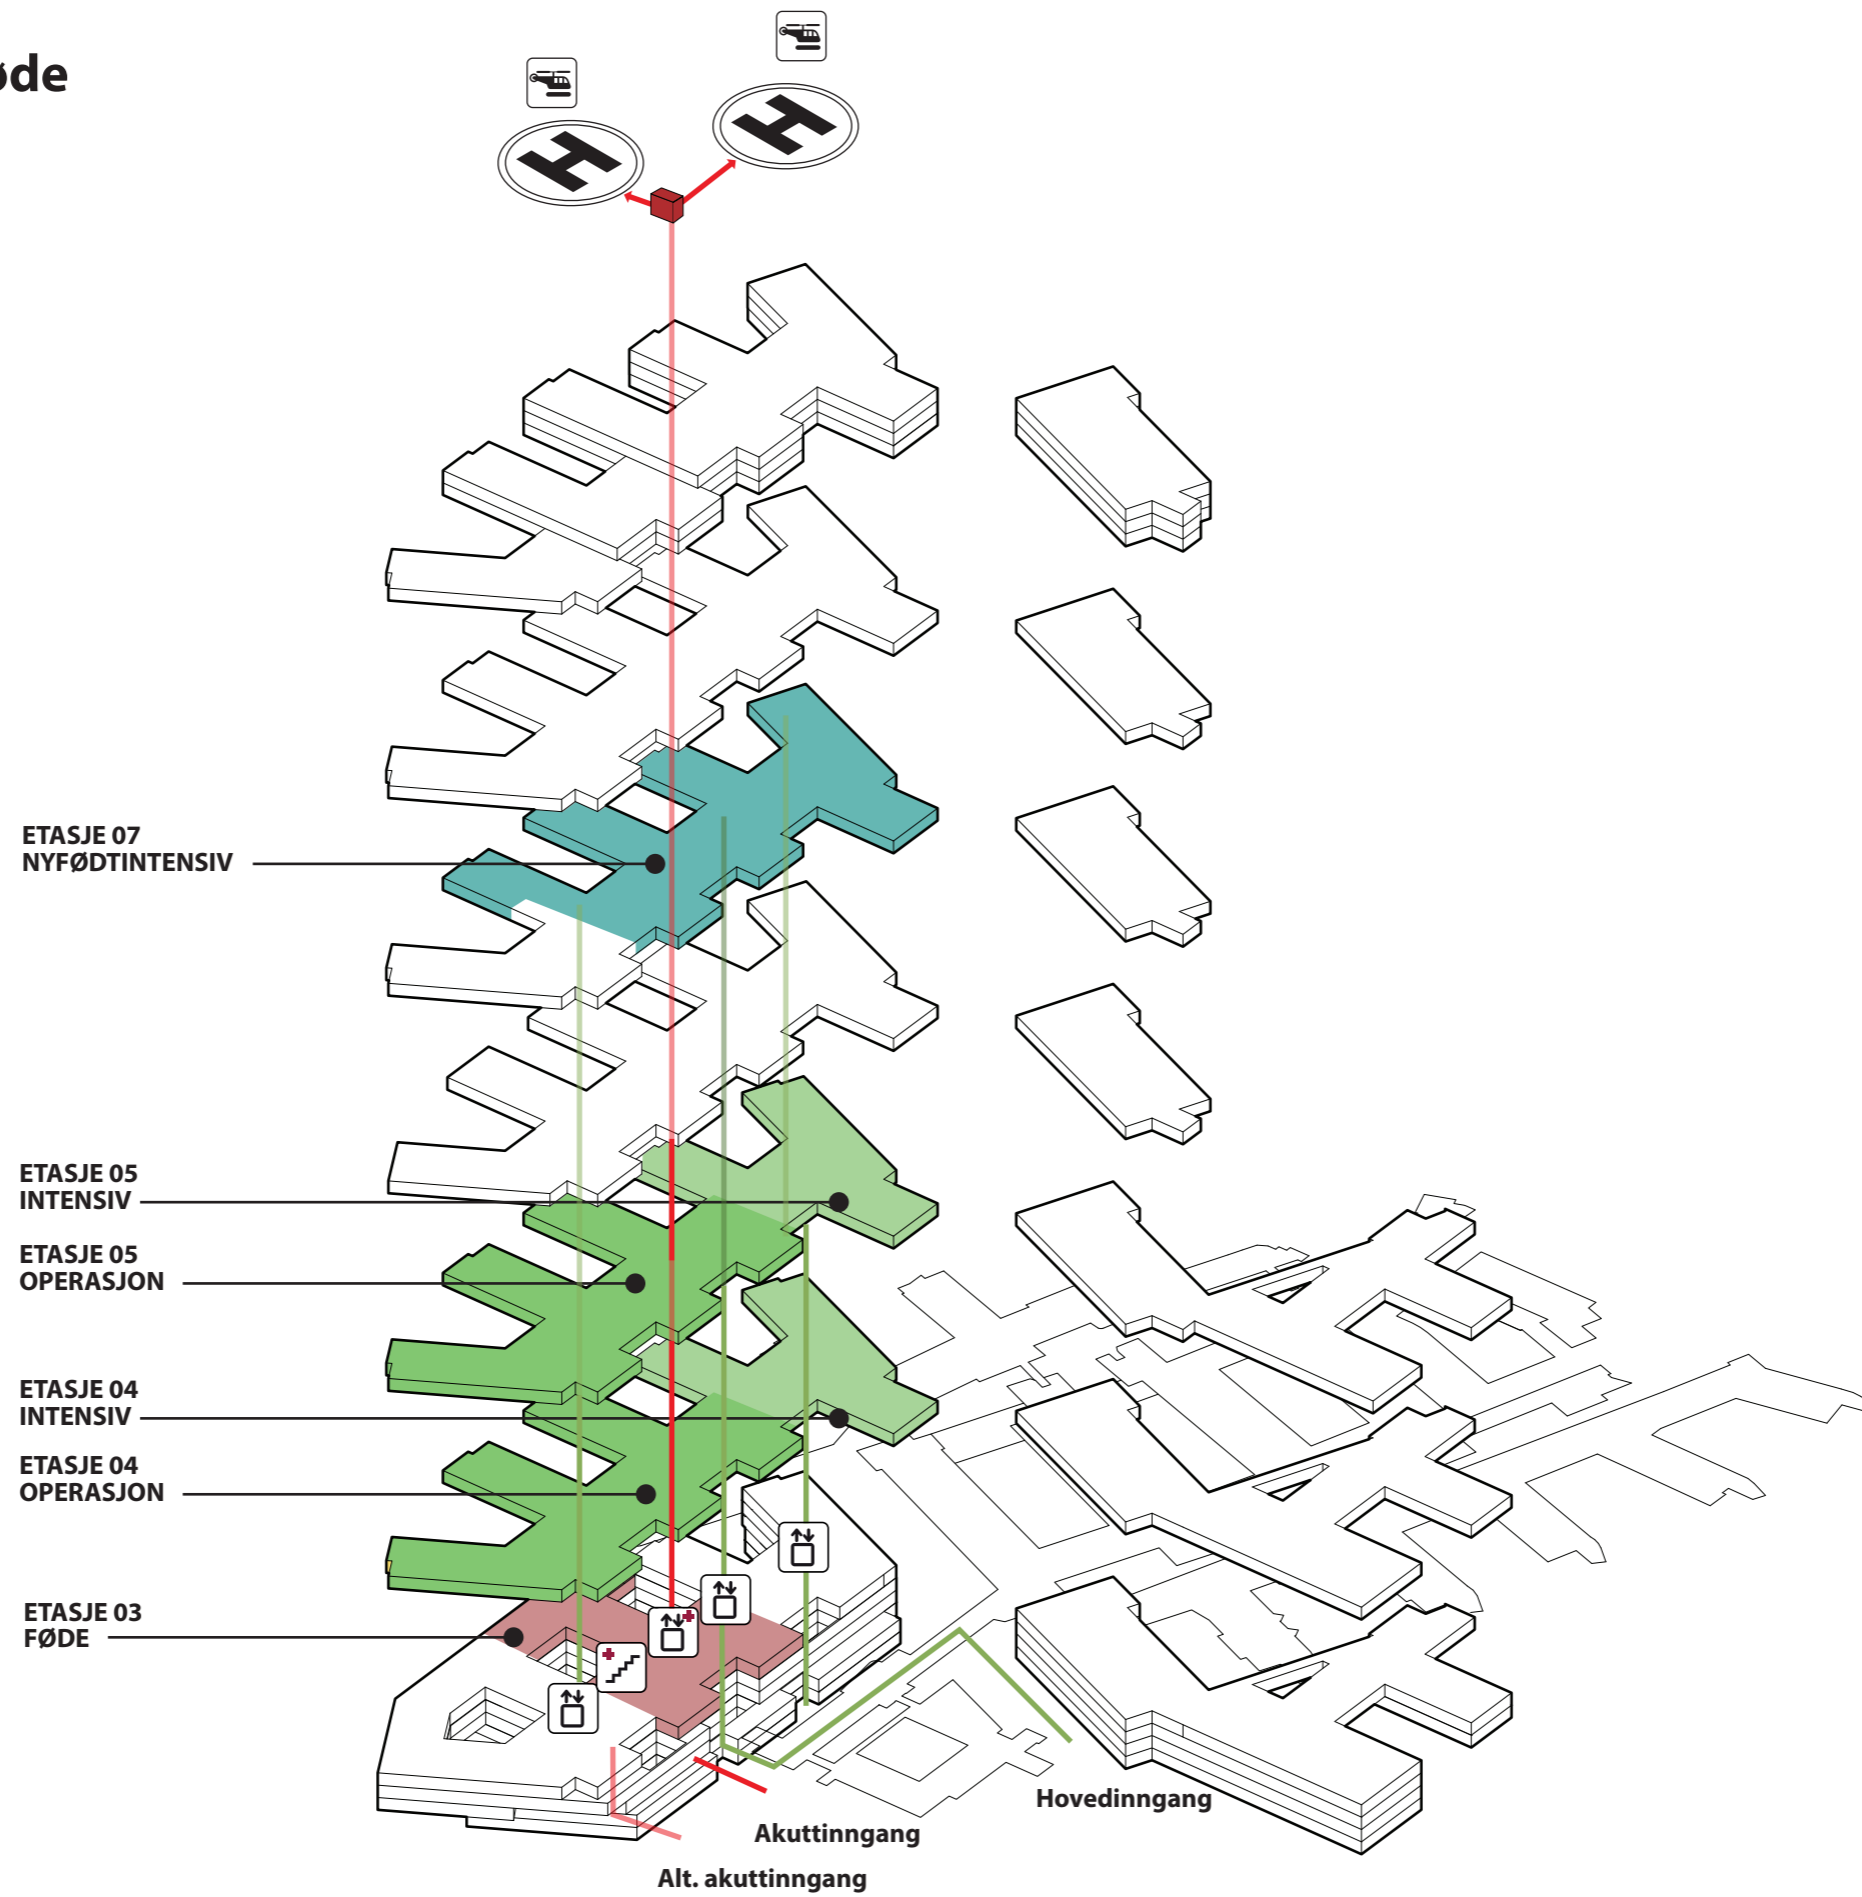 øde
H
H
ETASJE 07
NYFØDTINTENSIV
ETASJE 05
INTENSIV
ETASJE 05
OPERASJON
ETASJE 04
INTENSIV
ETASJE 04
OPERASJON
ETASJE 03
FØDE
Hovedinngang
Akuttinngang
Alt. akuttinngang